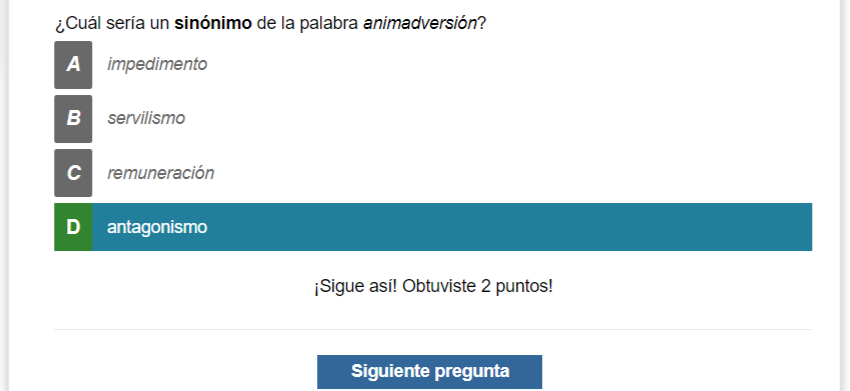 ¿Cuál sería un sinónimo de la palabra animadversión?
A impedimento
B servilismo
C remuneración
D antagonismo
¡Sigue así! Obtuviste 2 puntos!
Siguiente pregunta